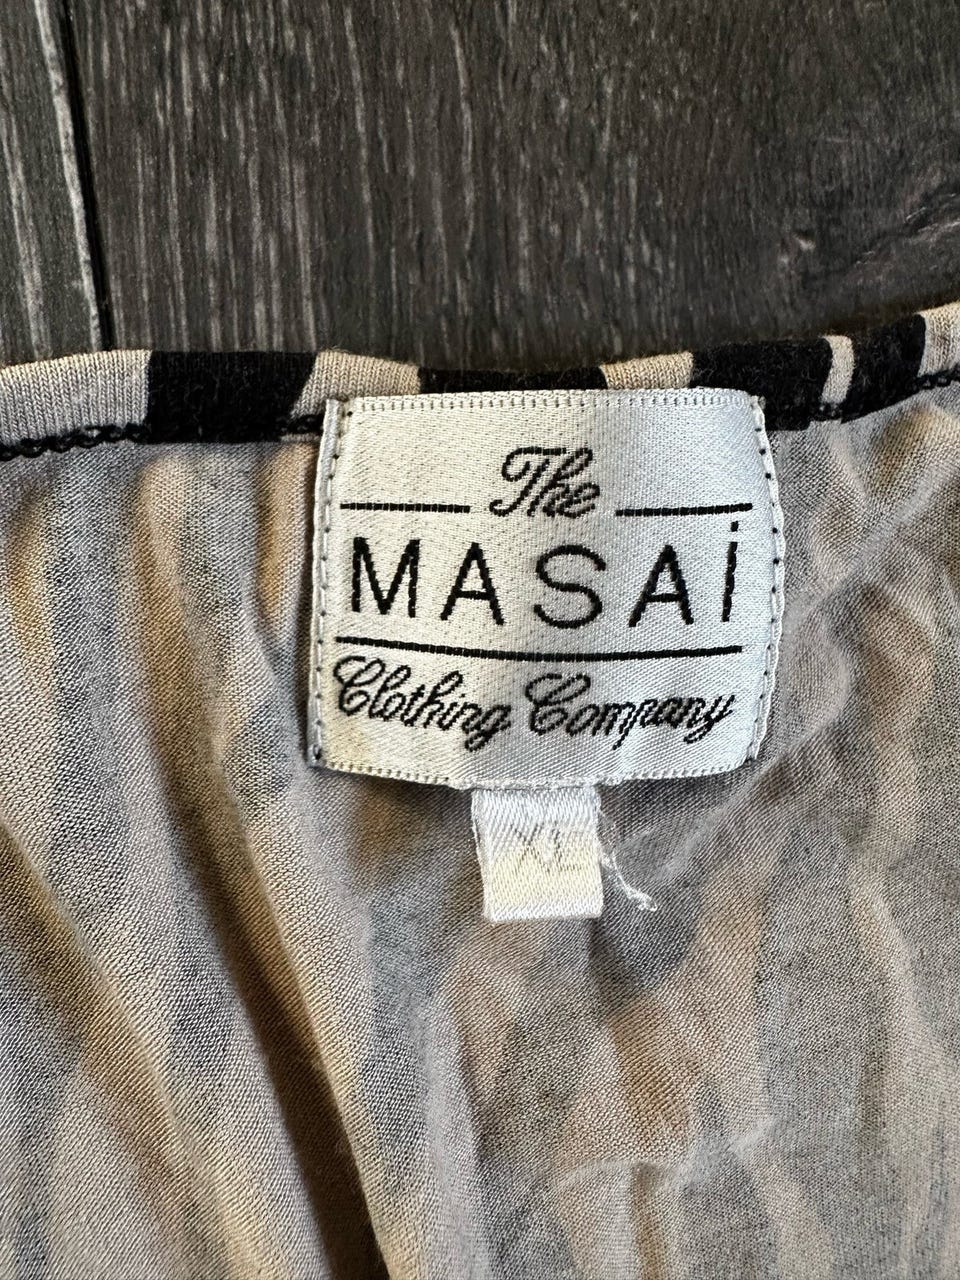 The
MASAi
Clothing Company
XL